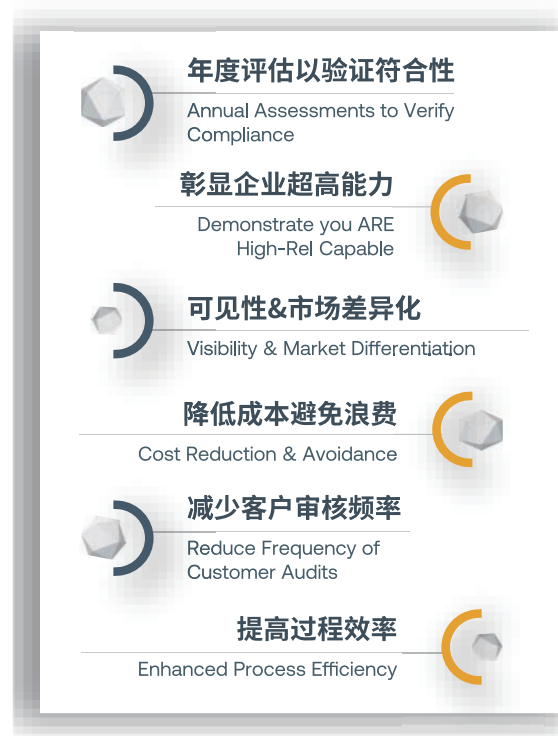 年度评估以验证符合性
Annual Assessments to Verify
Compliance
彰显企业超高能力
Demonstrate you ARE
High-Rel Capable
可见性&市场差异化
Visibility & Market Differentiation
降低成本避免浪费
Cost Reduction & Avoidance
减少客户审核频率
Reduce Frequency of
Customer Audits
提高过程效率
Enhanced Process Efficiency